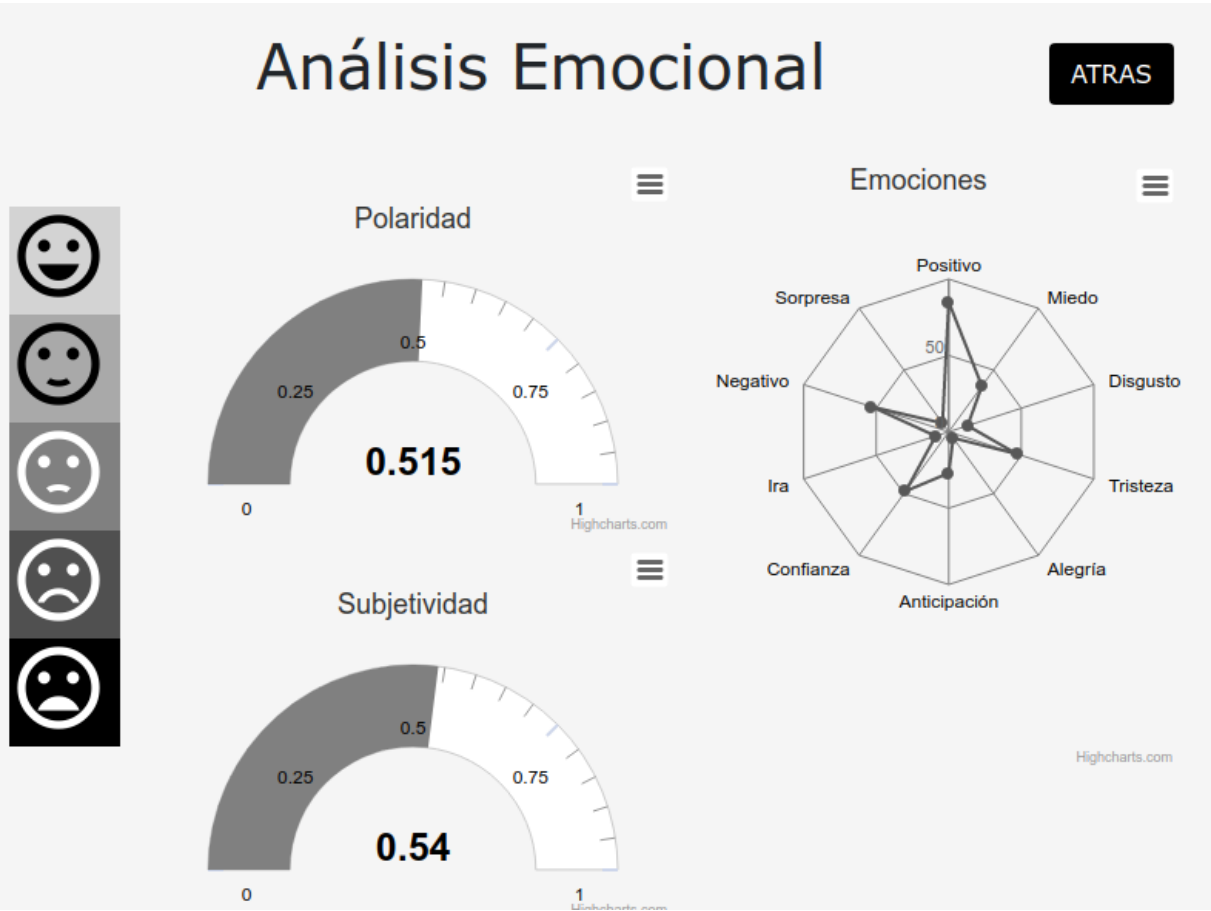 Análisis Emocional
ATRAS
Polaridad
0.5
0.25
0.75
0.515
0
1
Highcharts.com
Subjetividad
0.5
0.25
0.75
0.54
0
1
Highcharts.com
Emociones
Positivo
Sorpresa
Miedo
50
Negativo
Disgusto
Ira
Tristeza
Confianza
Alegría
Anticipación
Highcharts.com